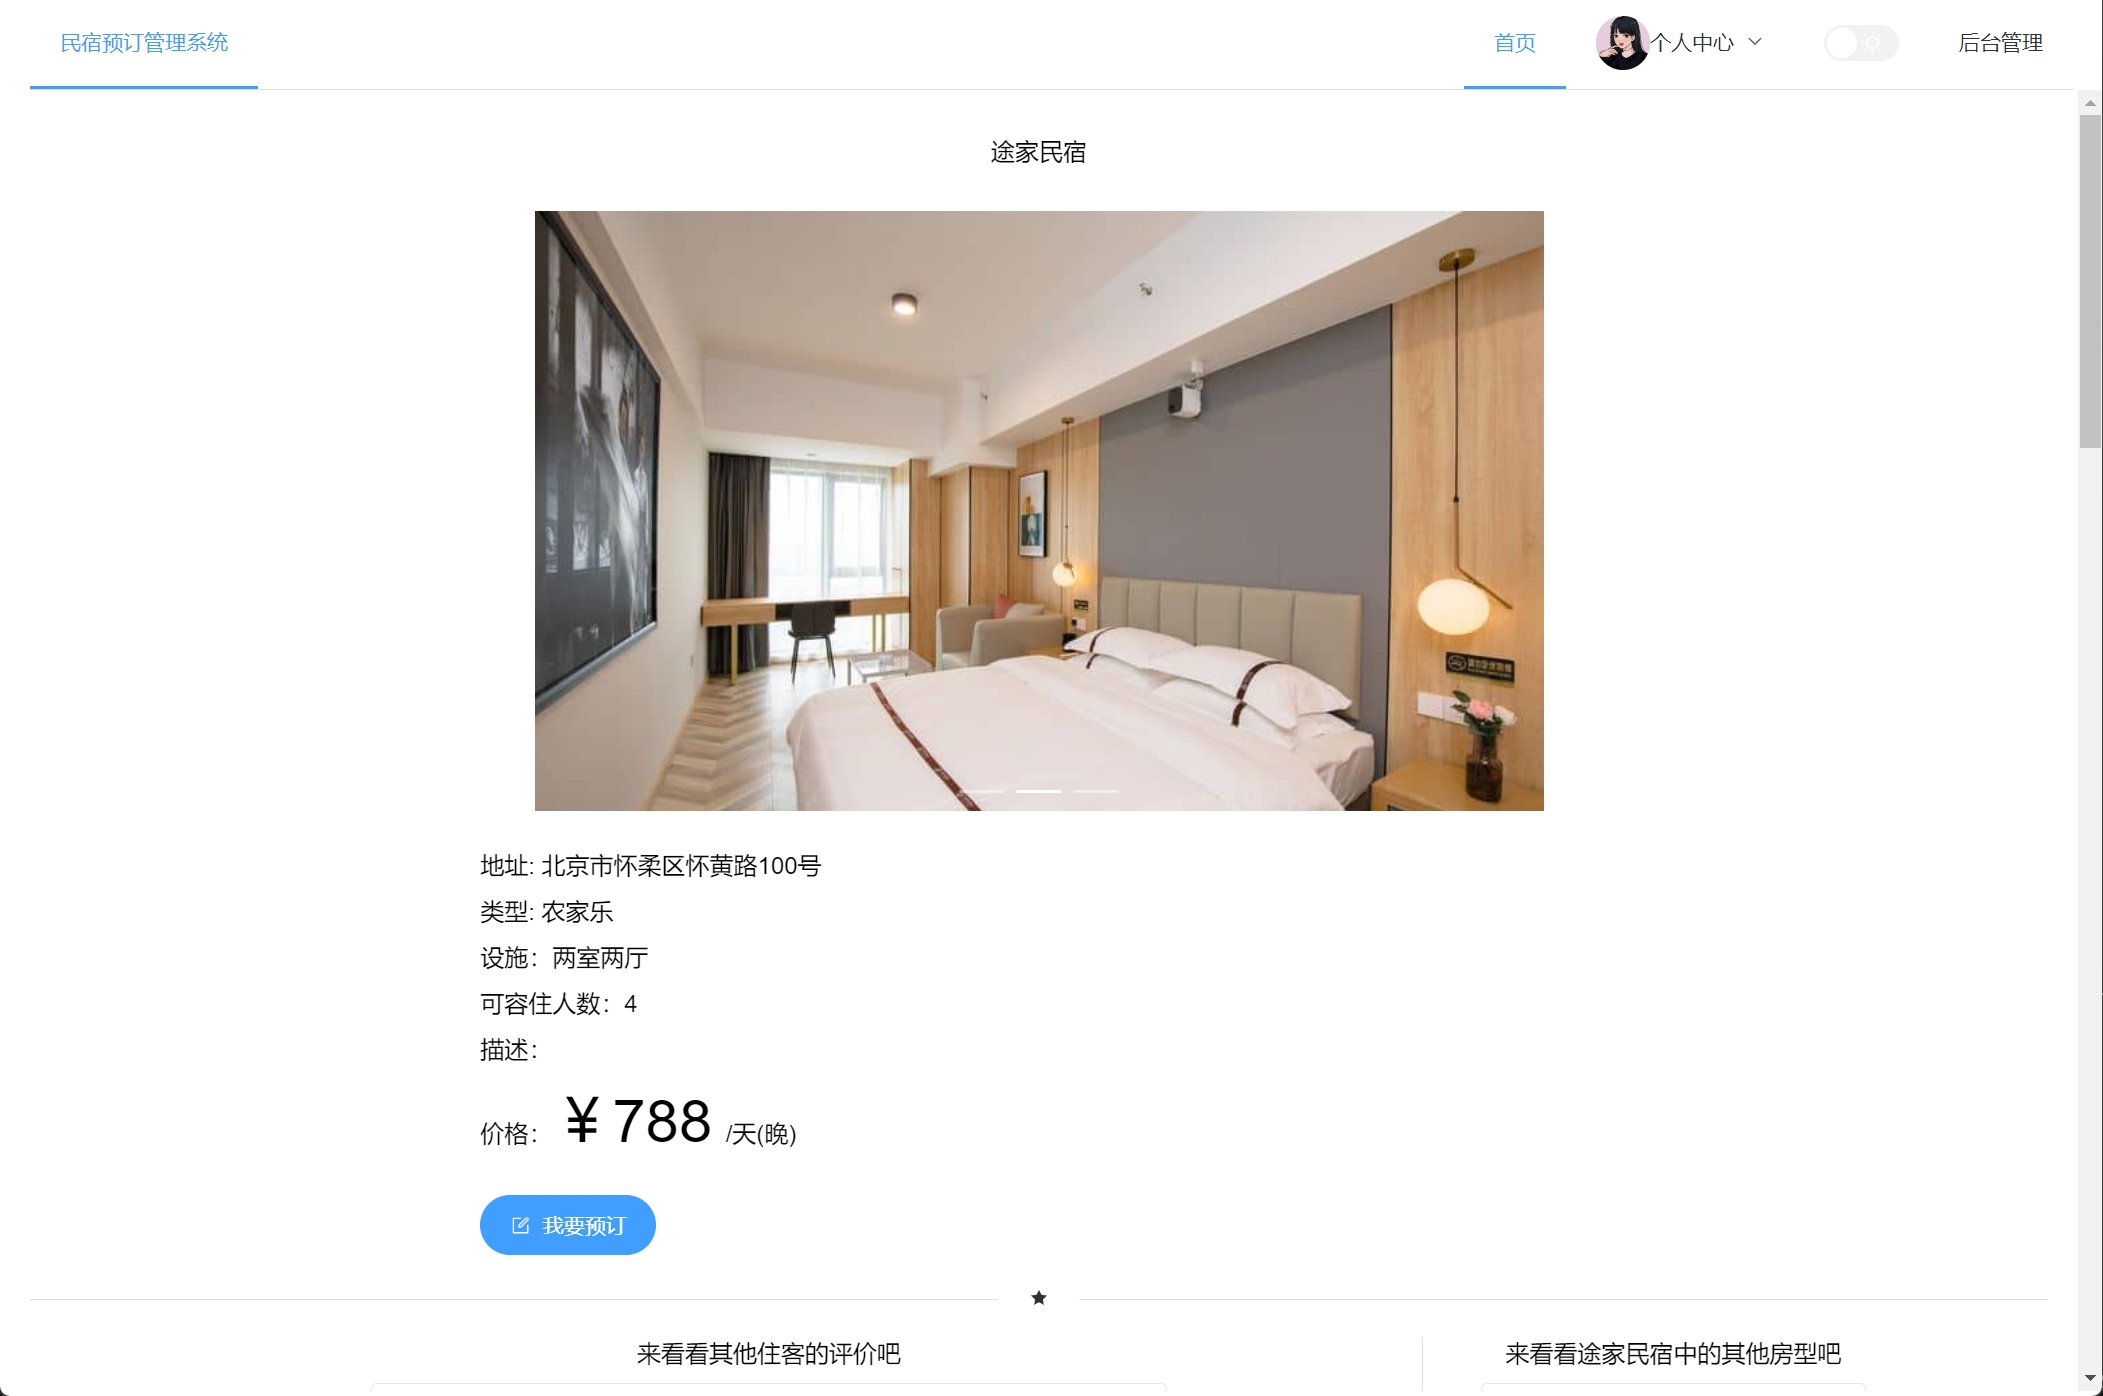 民宿预订管理系统
首页
个人中心
后台管理
途家民宿
地址: 北京市怀柔区怀黄路100号
类型: 农家乐
设施：两室两厅
可容住人数：4
描述：
价格： ￥788 /天(晚)
我要预订
来看看其他住客的评价吧
来看看途家民宿中的其他房型吧